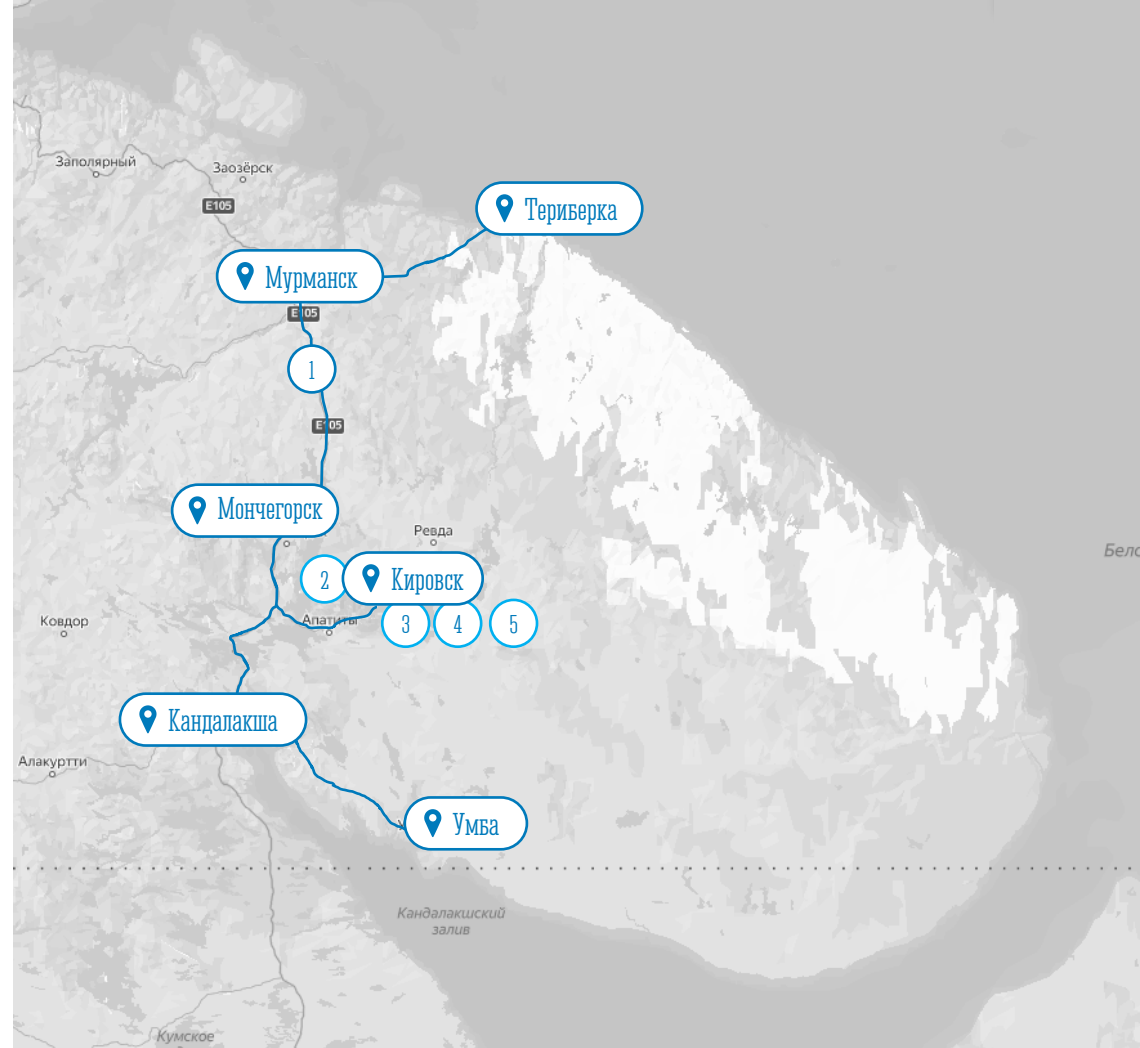 Заполярный
Заозёрск
E105
Териберка
Мурманск
E105
1
E105
Мончегорск
Ревда
Бело
2
Кировск
Ковдор
Апатиты
3
4
5
Кандалакша
Алакуртти
Умба
Кандалакшский
залив
Кумское